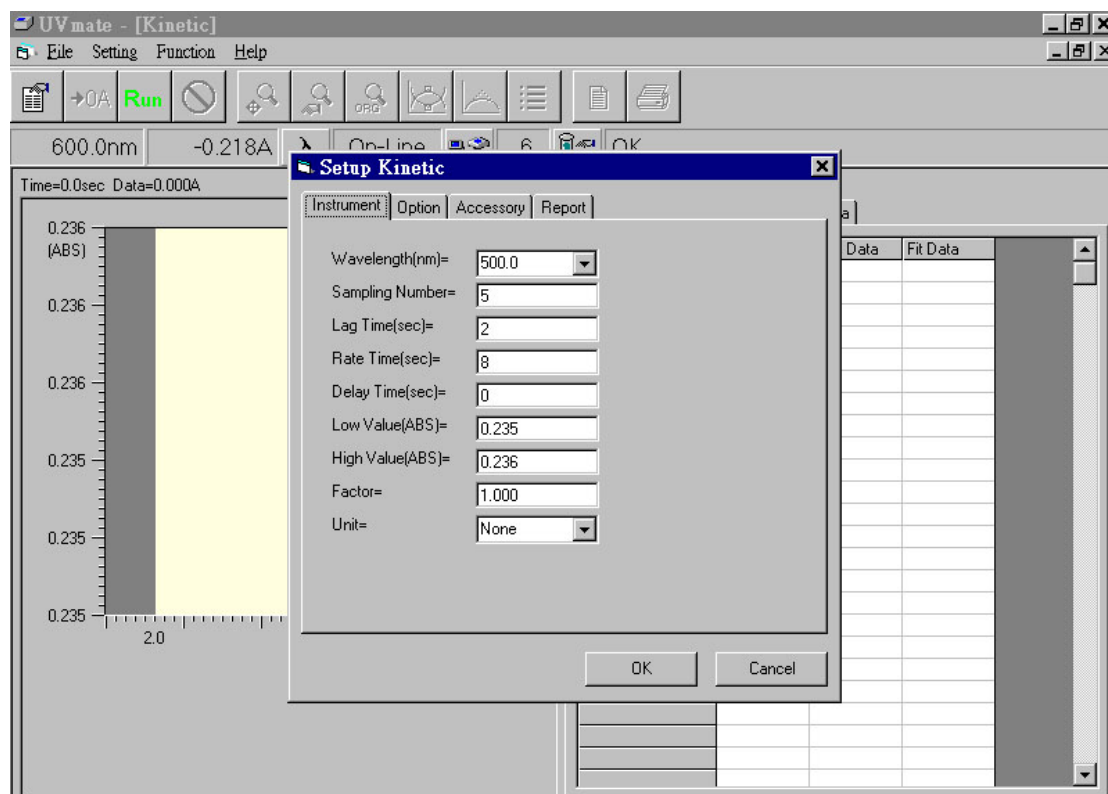 UVmate - [Kinetic]
Eile Setting Function Help
→0A Run ORG
600.0nm -0.218A λ On-Line 6 OK
Time=0.0sec Data=0.000A
0.236
(ABS)
0.236
0.236
0.235
0.235
0.235
2.0
Setup Kinetic
Instrument Option Accessory Report
Wavelength(nm)= 500.0
Sampling Number= 5
Lag Time(sec)= 2
Rate Time(sec)= 8
Delay Time(sec)= 0
Low Value(ABS)= 0.235
High Value(ABS)= 0.236
Factor= 1.000
Unit= None
OK Cancel
a
Data Fit Data